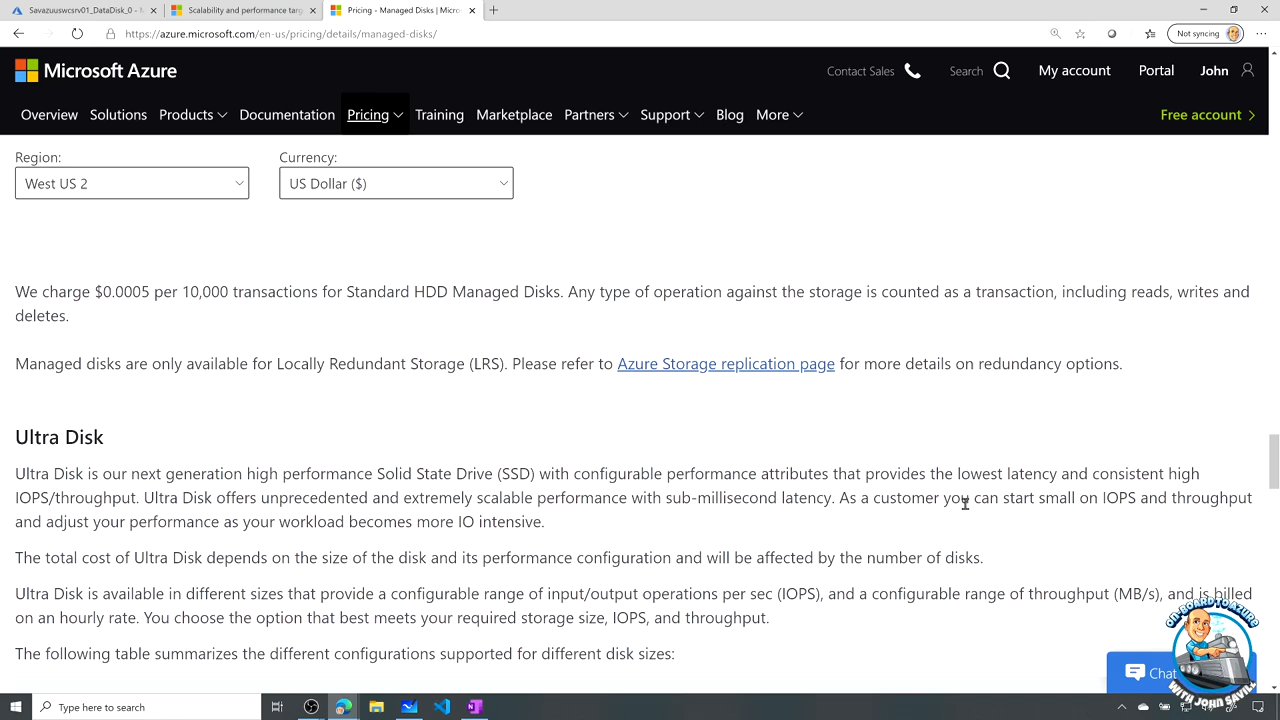 Savazuuswcsrv01_DataDisk_0 - M
Scalability and performance targ
Pricing - Managed Disks | Micro
https://azure.microsoft.com/en-us/pricing/details/managed-disks/
Not syncing
Microsoft Azure
Contact Sales
Search
My account
Portal
John
Overview
Solutions
Products
Documentation
Pricing
Training
Marketplace
Partners
Support
Blog
More
Free account
Region:
Currency:
West US 2
US Dollar ($)
We charge $0.0005 per 10,000 transactions for Standard HDD Managed Disks. Any type of operation against the storage is counted as a transaction, including reads, writes and
deletes.
Managed disks are only available for Locally Redundant Storage (LRS). Please refer to Azure Storage replication page for more details on redundancy options.
Ultra Disk
Ultra Disk is our next generation high performance Solid State Drive (SSD) with configurable performance attributes that provides the lowest latency and consistent high
IOPS/throughput. Ultra Disk offers unprecedented and extremely scalable performance with sub-millisecond latency. As a customer you can start small on IOPS and throughput
and adjust your performance as your workload becomes more IO intensive.
The total cost of Ultra Disk depends on the size of the disk and its performance configuration and will be affected by the number of disks.
Ultra Disk is available in different sizes that provide a configurable range of input/output operations per sec (IOPS), and a configurable range of throughput (MB/s), and is billed
on an hourly rate. You choose the option that best meets your required storage size, IOPS, and throughput.
The following table summarizes the different configurations supported for different disk sizes:
Chat
ONBOARD TO AZURE
WITH JOHN SAVILL
Type here to search